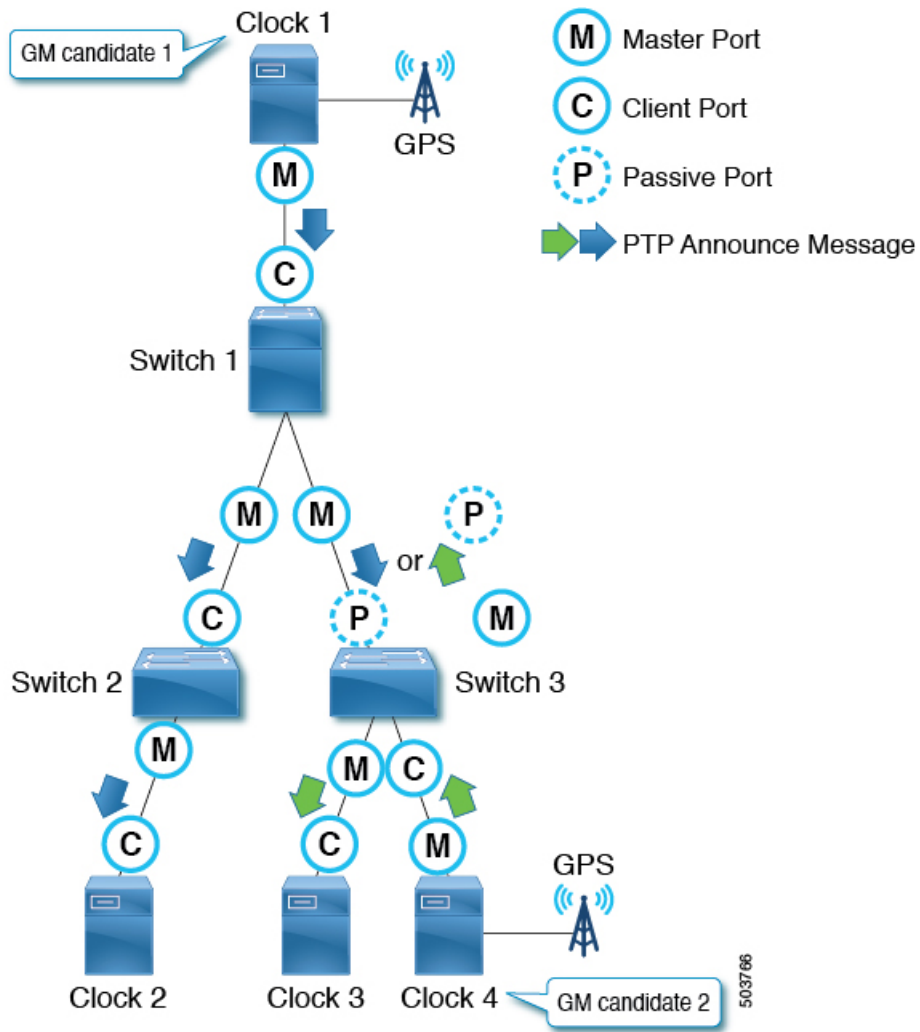 Clock 1
GM candidate 1
GPS
M Master Port
C Client Port
P Passive Port
PTP Announce Message
M
C
Switch 1
M
M
P
or
C
P
M
Switch 2
Switch 3
M
M
C
C
C
M
GPS
Clock 2
Clock 3
Clock 4
GM candidate 2
503766